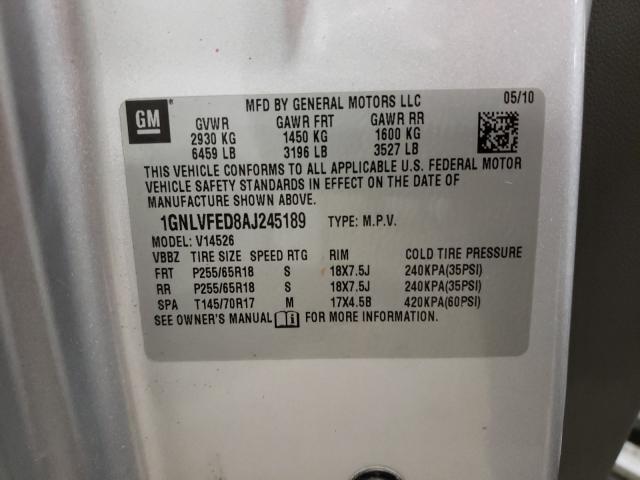 GM
MFD BY GENERAL MOTORS LLC 05/10
GVWR GAWR FRT GAWR RR
2930 KG 1450 KG 1600 KG
6459 LB 3196 LB 3527 LB
THIS VEHICLE CONFORMS TO ALL APPLICABLE U.S. FEDERAL MOTOR
VEHICLE SAFETY STANDARDS IN EFFECT ON THE DATE OF
MANUFACTURE SHOWN ABOVE.
1GNLVFED8AJ245189 TYPE: M.P.V.
MODEL: V14526
VBBZ TIRE SIZE SPEED RTG RIM COLD TIRE PRESSURE
FRT P255/65R18 S 18X7.5J 240KPA(35PSI)
RR P255/65R18 S 18X7.5J 240KPA(35PSI)
SPA T145/70R17 M 17X4.5B 420KPA(60PSI)
SEE OWNER'S MANUAL FOR MORE INFORMATION.